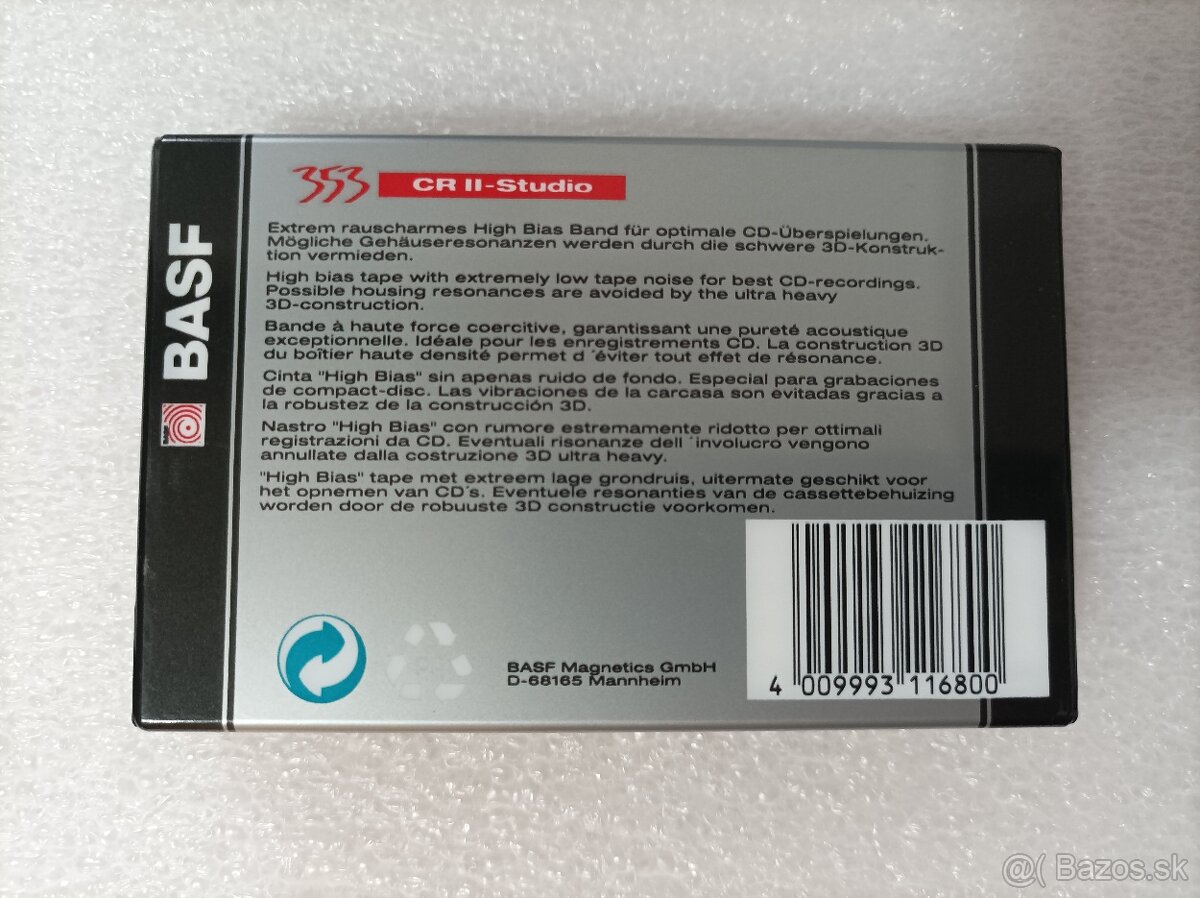 BASF
BASF
353 CR II-Studio
Extrem rauscharmes High Bias Band für optimale CD-Überspielungen.
Mögliche Gehäuseresonanzen werden durch die schwere 3D-Konstruk-
tion vermieden.
High bias tape with extremely low tape noise for best CD-recordings.
Possible housing resonances are avoided by the ultra heavy
3D-construction.
Bande à haute force coercitive, garantissant une pureté acoustique
exceptionnelle. Idéale pour les enregistrements CD. La construction 3D
du boîtier haute densité permet d ´éviter tout effet de résonance.
Cinta "High Bias" sin apenas ruido de fondo. Especial para grabaciones
de compact-disc. Las vibraciones de la carcasa son evitadas gracias a
la robustez de la construcción 3D.
Nastro "High Bias" con rumore estremamente ridotto per ottimali
registrazioni da CD. Eventuali risonanze dell ´involucro vengono
annullate dalla costruzione 3D ultra heavy.
"High Bias" tape met extreem lage grondruis, uitermate geschikt voor
het opnemen van CD´s. Eventuele resonanties van de cassettebehuizing
worden door de robuuste 3D constructie voorkomen.
BASF Magnetics GmbH
D-68165 Mannheim
4 009993 116800
@( Bazos.sk